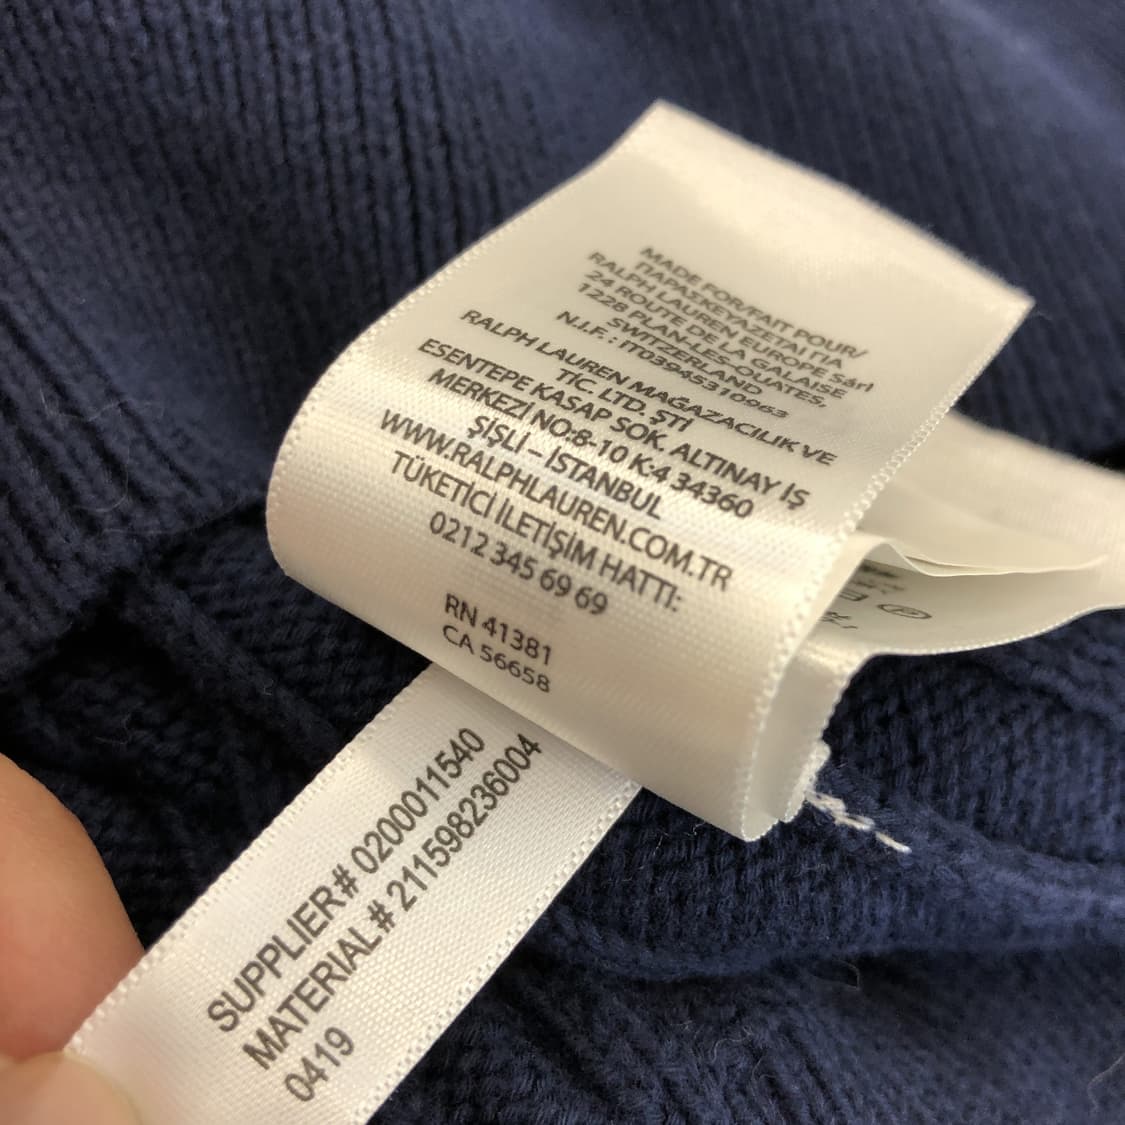 MADE FOR/FAIT POUR/
ΠΑΡΑΣΚΕΥΑΖΕΤΑΙ ΓΙΑ
RALPH LAUREN EUROPE Sàrl
24 ROUTE DE LA GALAISE
1228 PLAN-LES-OUATES,
SWITZERLAND
N.I.F. : IT03945310963
RALPH LAUREN MAĞAZACILIK VE
TİC. LTD. ŞTİ
ESENTEPE KASAP SOK. ALTINAY İŞ
MERKEZİ NO:8-10 K:4 34360
ŞİŞLİ – İSTANBUL
WWW.RALPHLAUREN.COM.TR
TÜKETİCİ İLETİŞİM HATTI:
0212 345 69 69
RN 41381
CA 56658
SUPPLIER# 0200011540
MATERIAL# 211598236004
0419